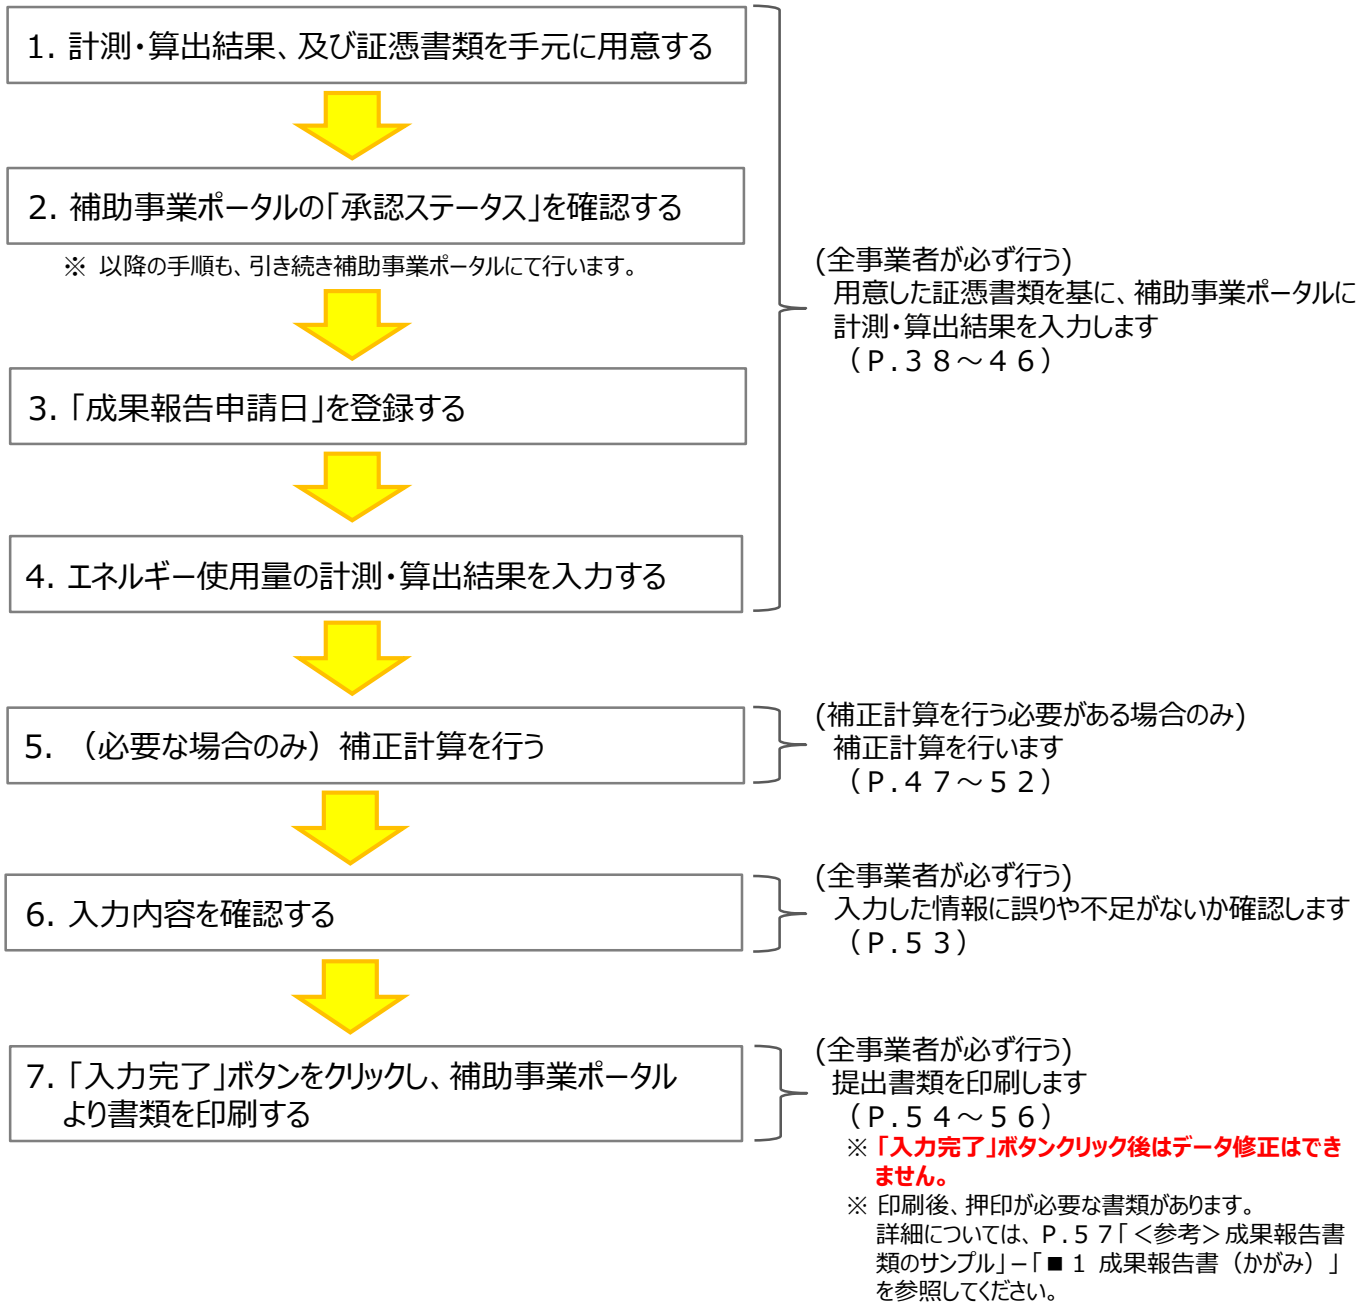 1. 計測・算出結果、及び証憑書類を手元に用意する
2. 補助事業ポータルの「承認ステータス」を確認する
※ 以降の手順も、引き続き補助事業ポータルにて行います。
3. 「成果報告申請日」を登録する
4. エネルギー使用量の計測・算出結果を入力する
(全事業者が必ず行う)
用意した証憑書類を基に、補助事業ポータルに
計測・算出結果を入力します
（Ｐ.３８～４６）
5. （必要な場合のみ）補正計算を行う
(補正計算を行う必要がある場合のみ)
補正計算を行います
（Ｐ.４７～５２）
6. 入力内容を確認する
(全事業者が必ず行う)
入力した情報に誤りや不足がないか確認します
（Ｐ.５３）
7. 「入力完了」ボタンをクリックし、補助事業ポータル
より書類を印刷する
(全事業者が必ず行う)
提出書類を印刷します
（Ｐ.５４～５６）
※ 「入力完了」ボタンクリック後はデータ修正はでき
ません。
※ 印刷後、押印が必要な書類があります。
詳細については、Ｐ.５７「＜参考＞成果報告書
類のサンプル」－「■１ 成果報告書（かがみ）」
を参照してください。